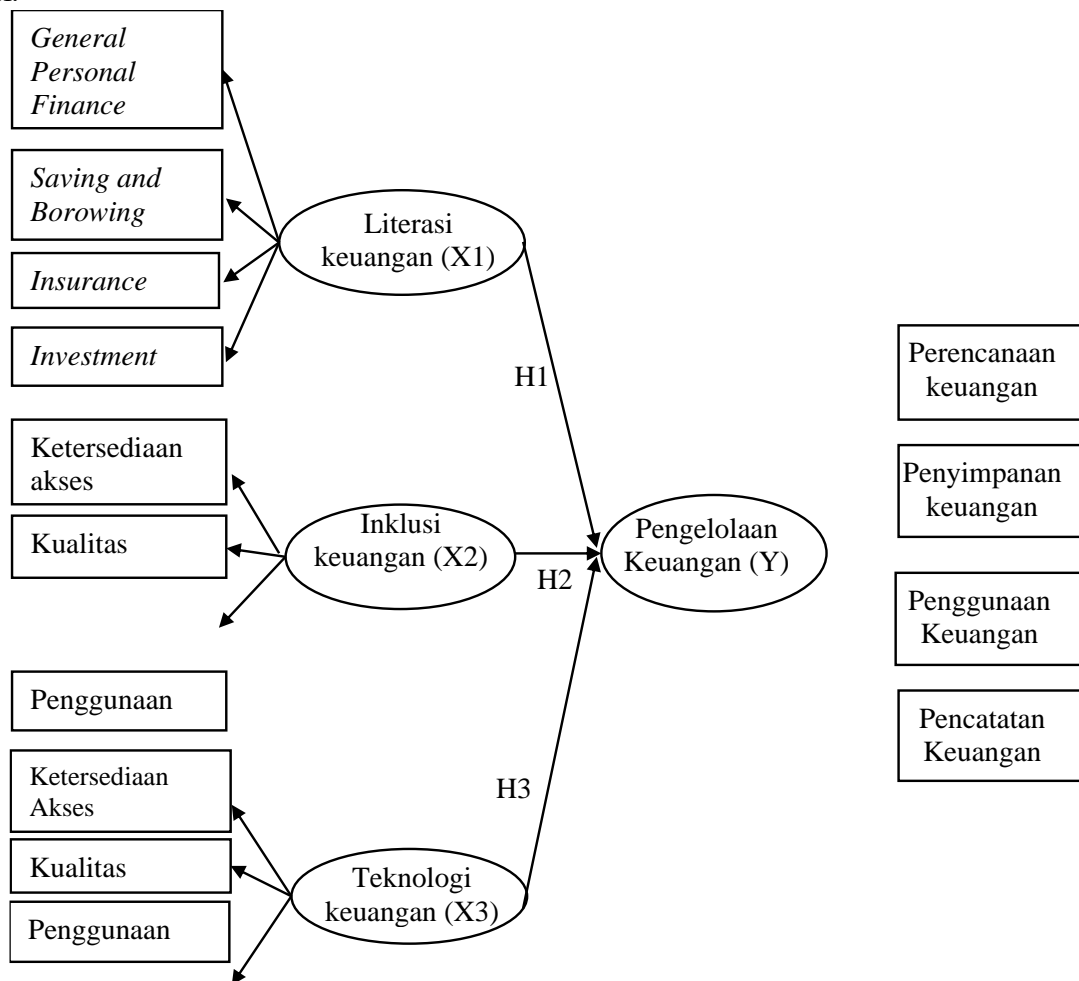 General
Personal
Finance
Saving and
Borowing
Insurance
Investment
Literasi
keuangan (X1)
H1
Ketersediaan
akses
Kualitas
Inklusi
keuangan (X2)
H2
Pengelolaan
Keuangan (Y)
Perencanaan
keuangan
Penyimpanan
keuangan
Penggunaan
Keuangan
Pencatatan
Keuangan
Penggunaan
Ketersediaan
Akses
Kualitas
Penggunaan
H3
Teknologi
keuangan (X3)